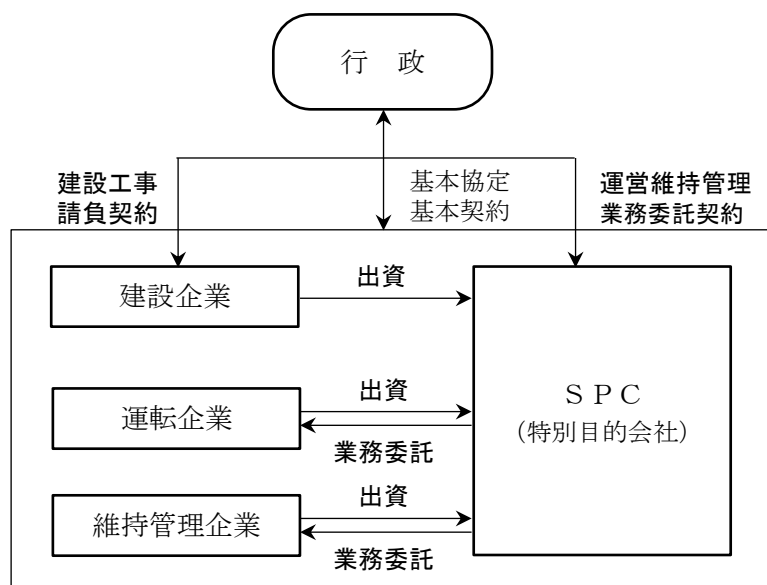 行　政
建設工事
請負契約
基本協定
基本契約
運営維持管理
業務委託契約
建設企業
出資
運転企業
出資
業務委託
ＳＰＣ
（特別目的会社）
維持管理企業
出資
業務委託